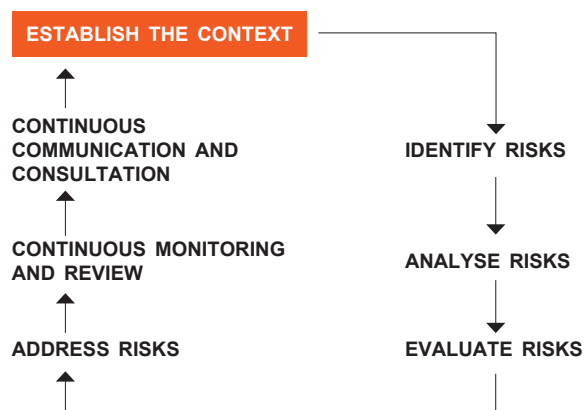 ESTABLISH THE CONTEXT
IDENTIFY RISKS
ANALYSE RISKS
EVALUATE RISKS
ADDRESS RISKS
CONTINUOUS MONITORING
AND REVIEW
CONTINUOUS
COMMUNICATION AND
CONSULTATION